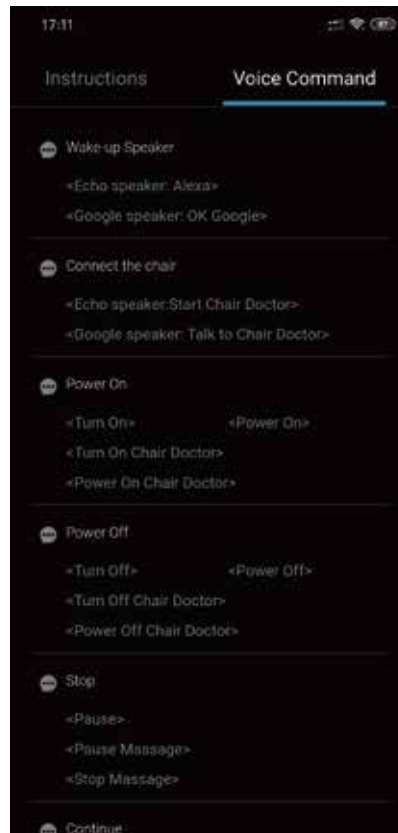 17:11
Instructions Voice Command
Wake-up Speaker
<Echo speaker: Alexa>
<Google speaker: OK Google>
Connect the chair
<Echo speaker:Start Chair Doctor>
<Google speaker: Talk to Chair Doctor>
Power On
<Turn On> <Power On>
<Turn On Chair Doctor>
<Power On Chair Doctor>
Power Off
<Turn Off> <Power Off>
<Turn Off Chair Doctor>
<Power Off Chair Doctor>
Stop
<Pause>
<Pause Massage>
<Stop Massage>
Continue